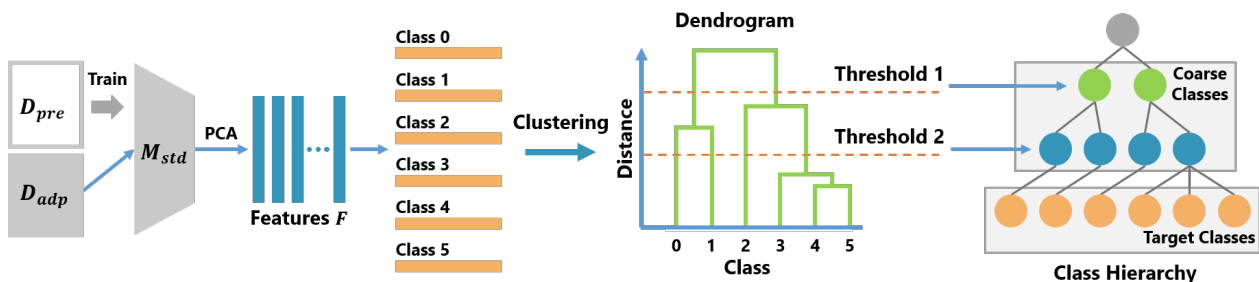 D_pre
Train
D_adp
M_std
PCA
Features F
Class 0
Class 1
Class 2
Class 3
Class 4
Class 5
Clustering
Dendrogram
Distance
0 1 2 3 4 5
Class
Threshold 1
Threshold 2
Coarse
Classes
Target Classes
Class Hierarchy